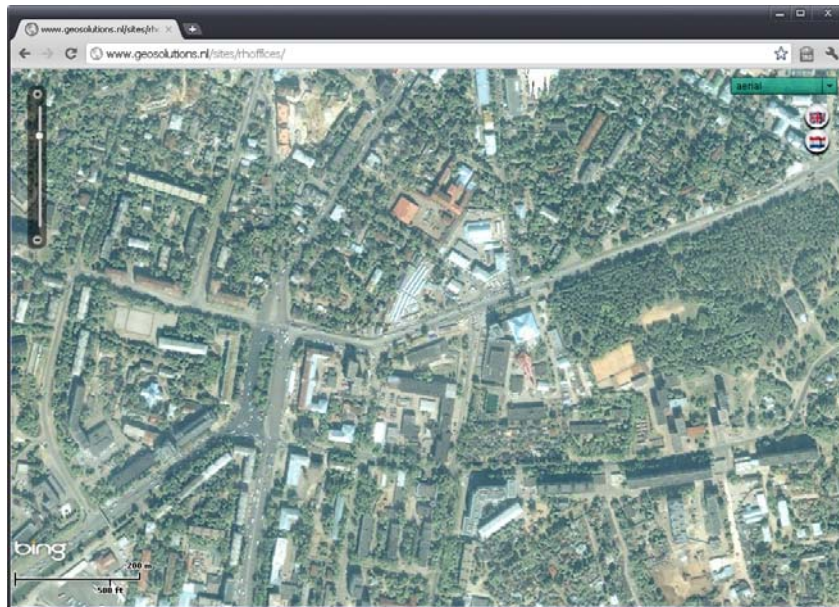 www.geosolutions.nl/sites/rh
www.geosolutions.nl/sites/rhoffices/
aerial
bing
200 m
500 ft